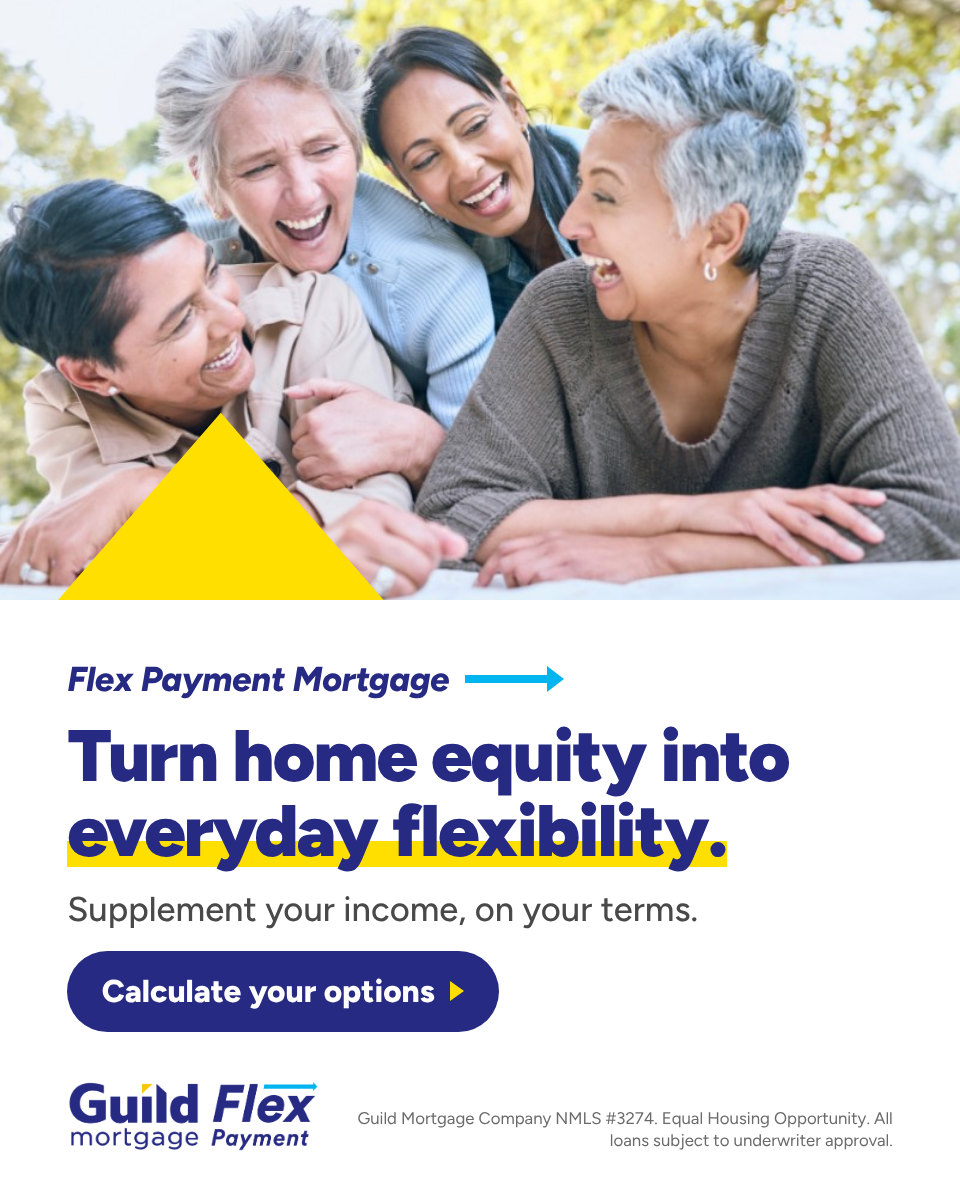 Flex Payment Mortgage
Turn home equity into
everyday flexibility.
Supplement your income, on your terms.
Calculate your options
Guild Flex
mortgage Payment
Guild Mortgage Company NMLS #3274. Equal Housing Opportunity. All
loans subject to underwriter approval.